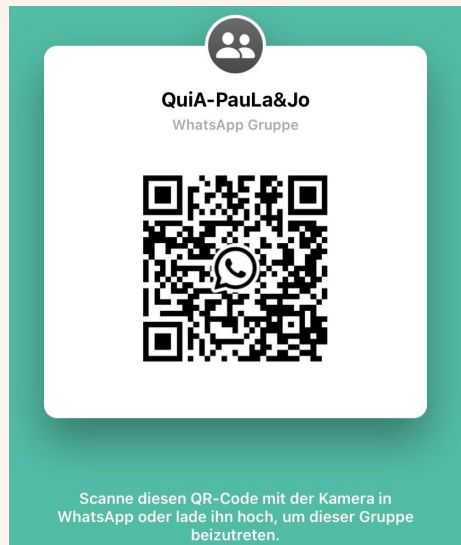 QuiA-PauLa&Jo
WhatsApp Gruppe
Scanne diesen QR-Code mit der Kamera in
WhatsApp oder lade ihn hoch, um dieser Gruppe
beizutreten.